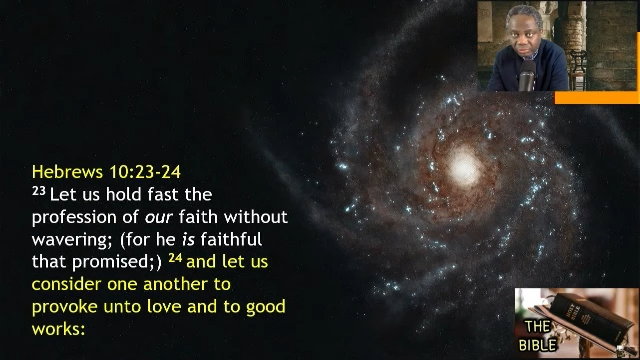 Hebrews 10:23-24
23 Let us hold fast the
profession of our faith without
wavering; (for he is faithful
that promised;) 24 and let us
consider one another to
provoke unto love and to good
works:
THE
BIBLE
HOLY BIBLE